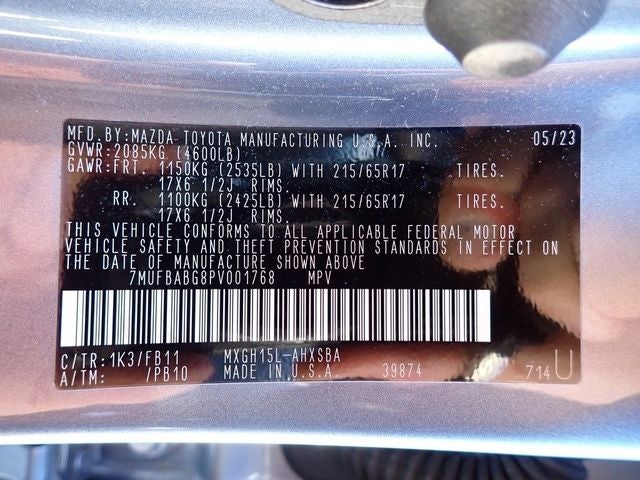 MFD.BY:MAZDA TOYOTA MANUFACTURING U.S.A. INC. 05/23
GVWR:2085KG (4600LB)
GAWR:FRT. 1150KG (2535LB) WITH 215/65R17 TIRES.
17X6 1/2J RIMS.
RR. 1100KG (2425LB) WITH 215/65R17 TIRES.
17X6 1/2J RIMS.
THIS VEHICLE CONFORMS TO ALL APPLICABLE FEDERAL MOTOR
VEHICLE SAFETY AND THEFT PREVENTION STANDARDS IN EFFECT ON
THE DATE OF MANUFACTURE SHOWN ABOVE
7MUFBABG8PV001768 MPV
C/TR:1K3/FB11 MXGH15L-AHXSBA
A/TM: /PB10 MADE IN U.S.A. 39874 714U